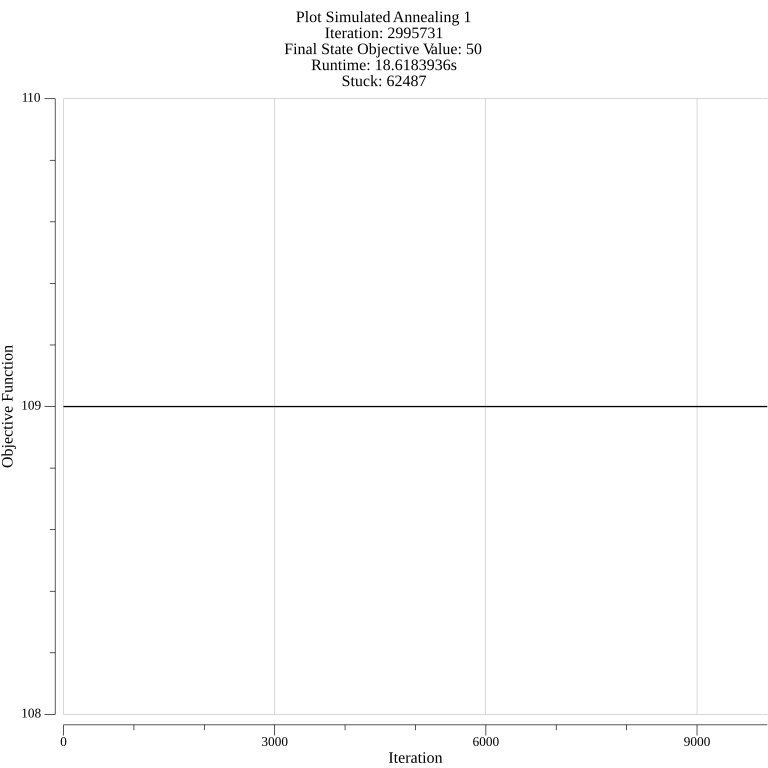 Plot Simulated Annealing 1
Iteration: 2995731
Final State Objective Value: 50
Runtime: 18.6183936s
Stuck: 62487
110
109
108
Objective Function
0 3000 6000 9000
Iteration